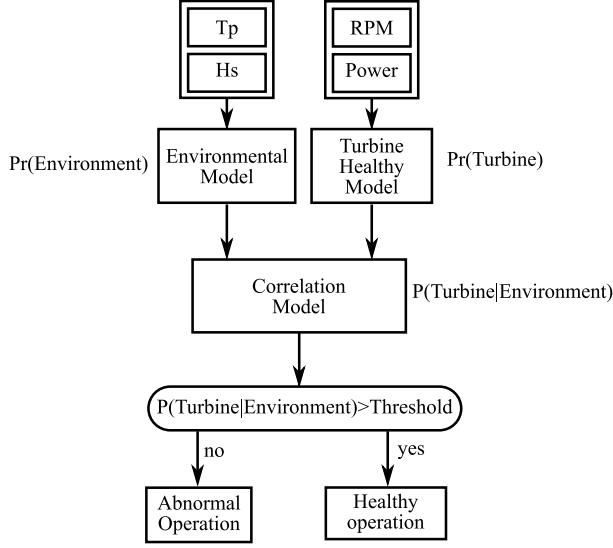 Tp
Hs
RPM
Power
Pr(Environment)
Environmental
Model
Turbine
Healthy
Model
Pr(Turbine)
Correlation
Model
P(Turbine|Environment)
P(Turbine|Environment)>Threshold
no
yes
Abnormal
Operation
Healthy
operation